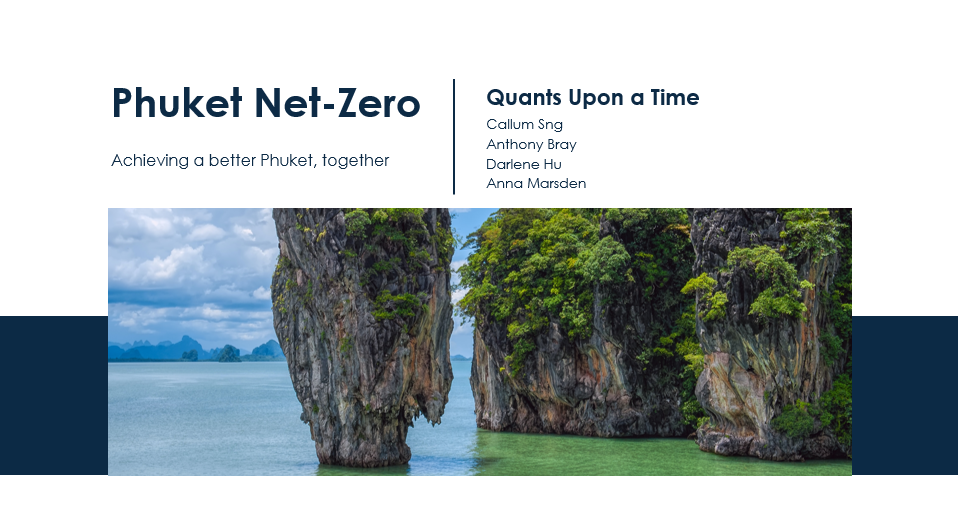 Phuket Net-Zero
Achieving a better Phuket, together
Quants Upon a Time
Callum Sng
Anthony Bray
Darlene Hu
Anna Marsden